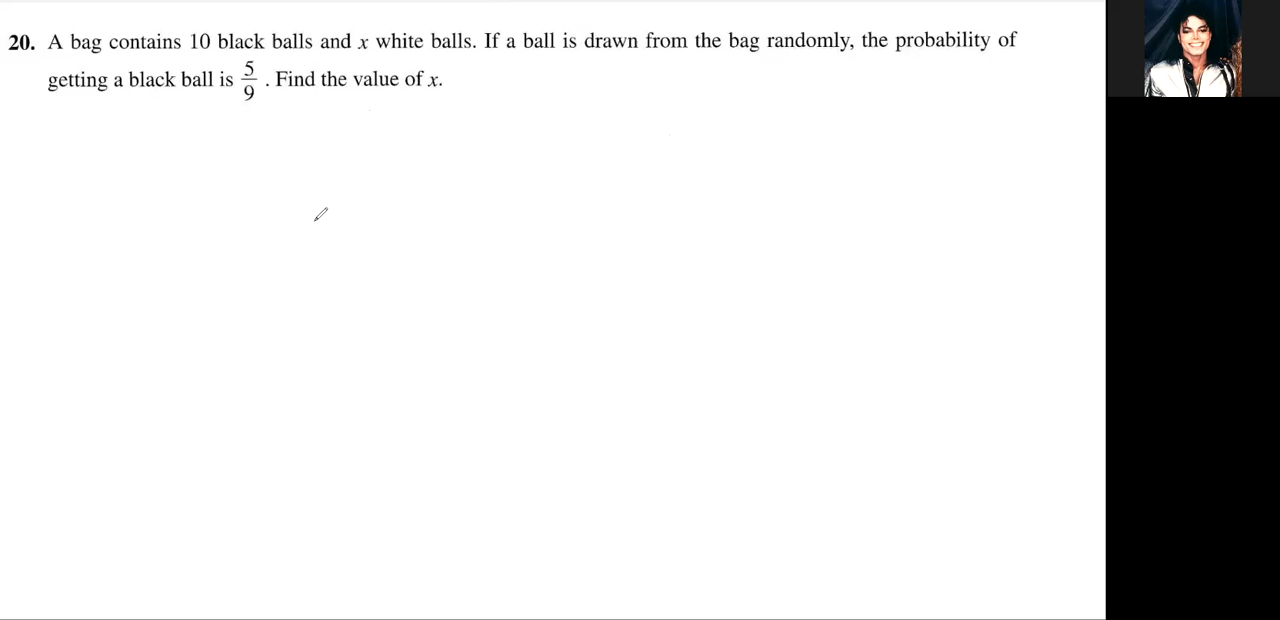 20. A bag contains 10 black balls and x white balls. If a ball is drawn from the bag randomly, the probability of
getting a black ball is 5/9 . Find the value of x.